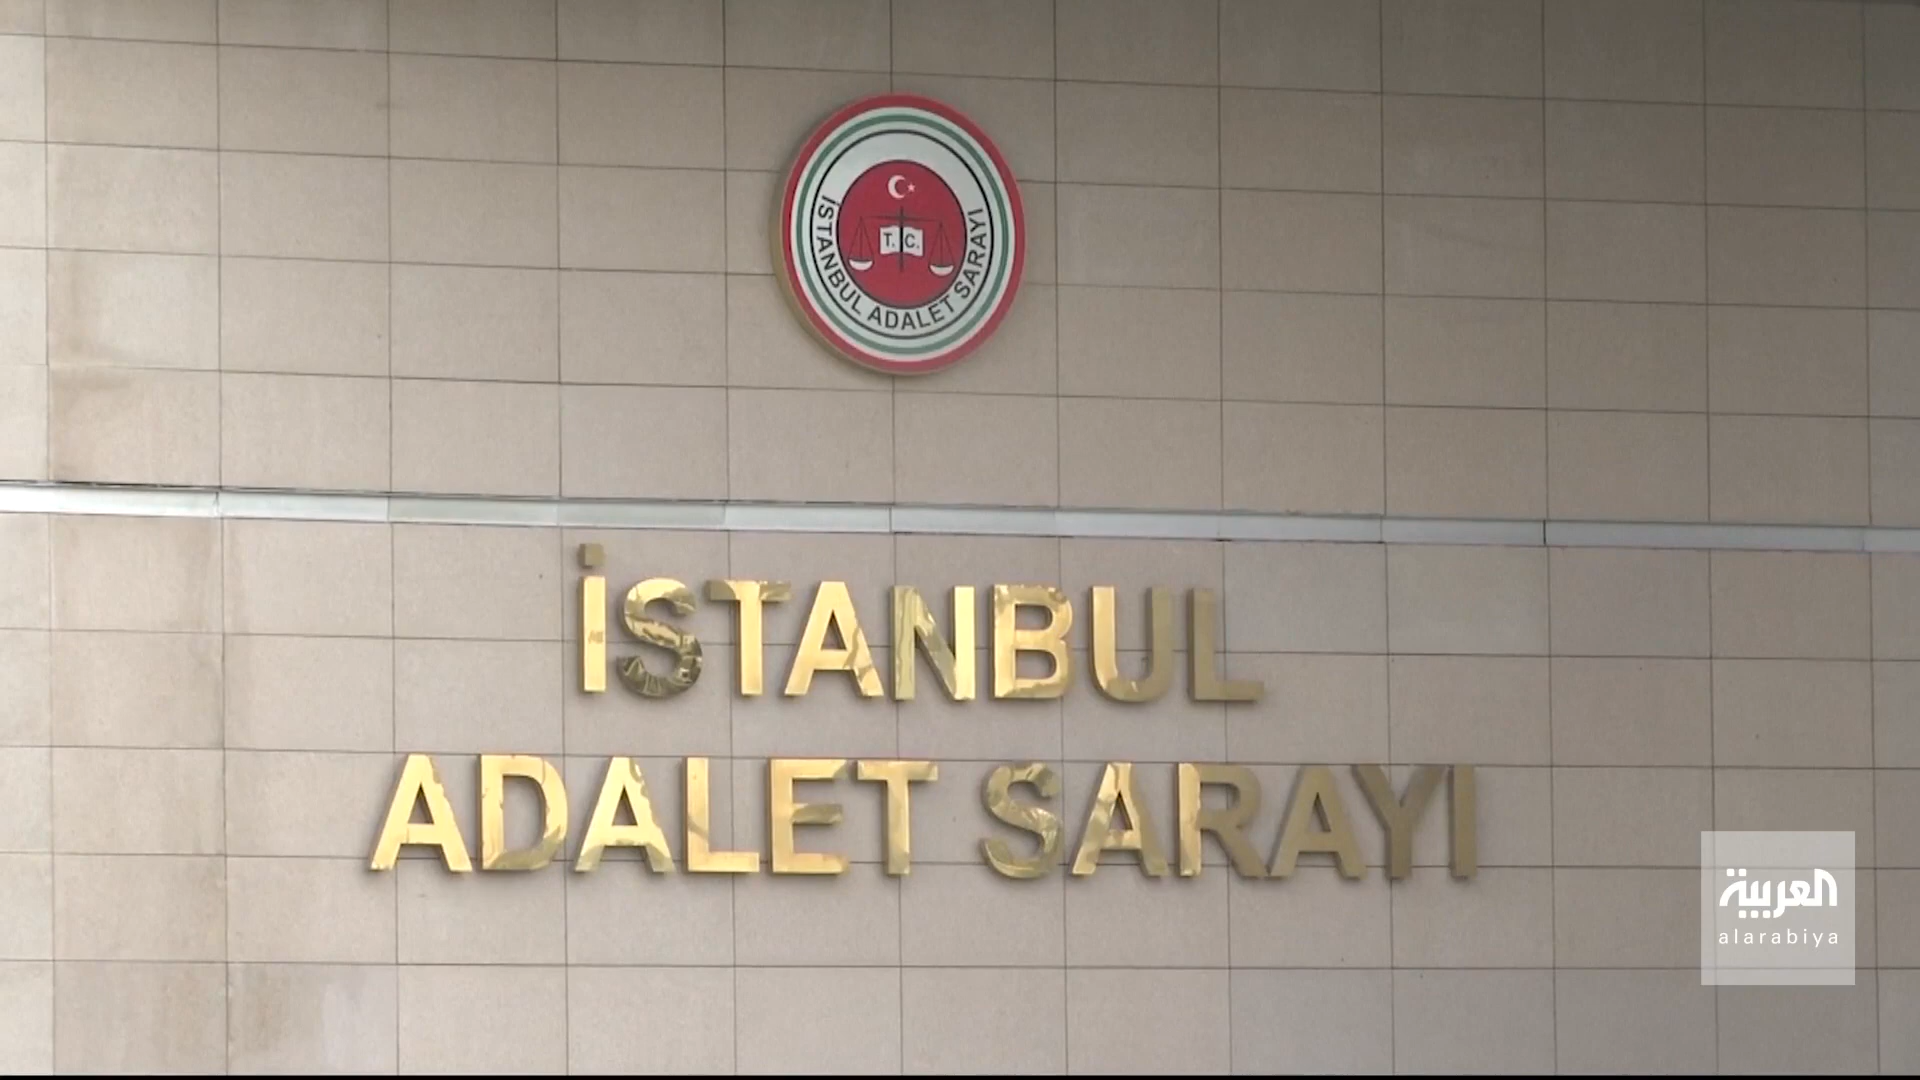 T.C.
İSTANBUL ADALET SARAYI
İSTANBUL
ADALET SARAYI
العربية
alarabiya